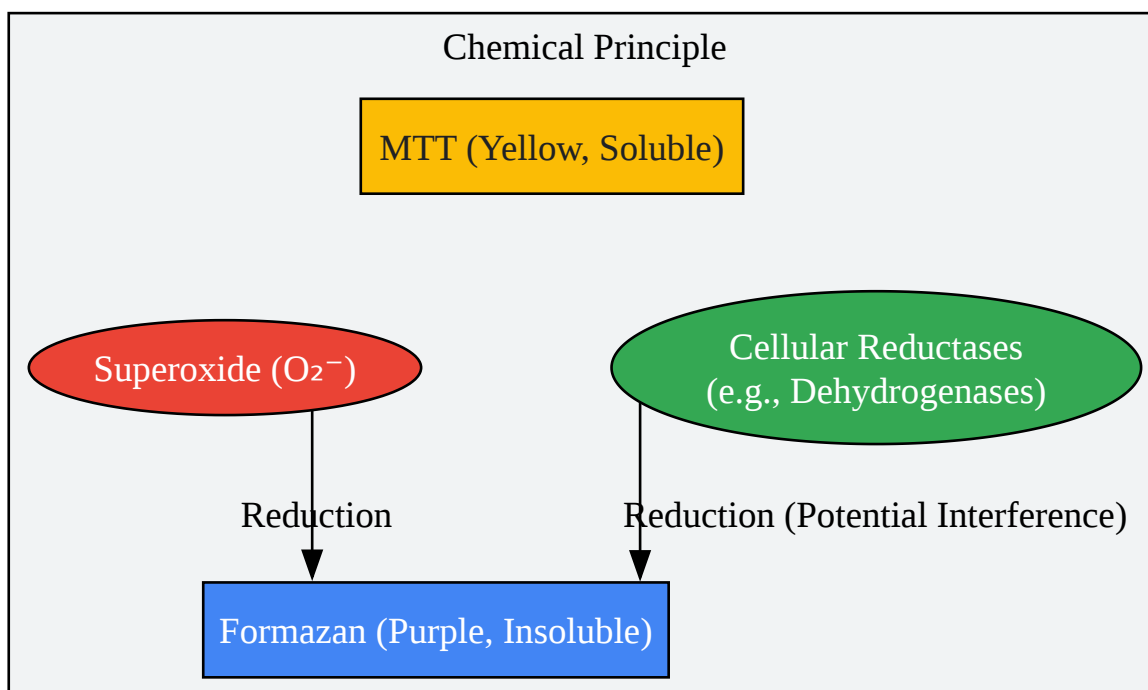 Chemical Principle
MTT (Yellow, Soluble)
Superoxide (O₂⁻)
Cellular Reductases
(e.g., Dehydrogenases)
Reduction
Reduction (Potential Interference)
Formazan (Purple, Insoluble)